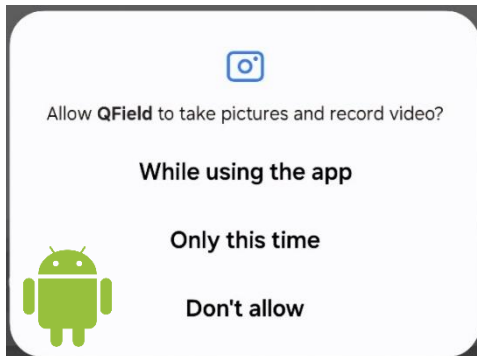 Allow QField to take pictures and record video?
While using the app
Only this time
Don't allow